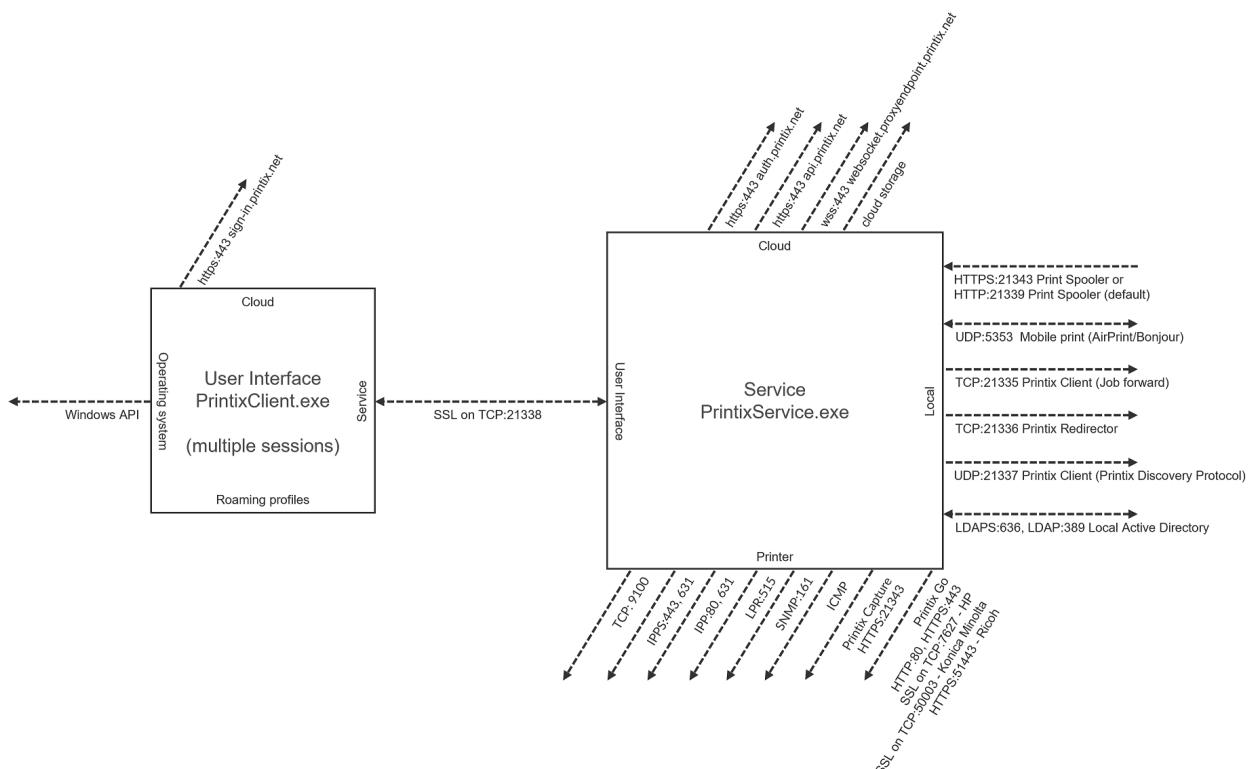 https:443 sign-in.printix.net
Cloud
Operating system
User Interface
PrintixClient.exe
(multiple sessions)
Service
Roaming profiles
Windows API
SSL on TCP:21338
https:443 auth.printix.net
https:443 api.printix.net
wss:443 websocket.proxyendpoint.printix.net
cloud storage
Cloud
User Interface
Service
PrintixService.exe
Local
Printer
HTTPS:21343 Print Spooler or
HTTP:21339 Print Spooler (default)
UDP:5353  Mobile print (AirPrint/Bonjour)
TCP:21335 Printix Client (Job forward)
TCP:21336 Printix Redirector
UDP:21337 Printix Client (Printix Discovery Protocol)
LDAPS:636, LDAP:389 Local Active Directory
TCP: 9100
IPPS:443, 631
IPP:80, 631
LPR:515
SNMP:161
ICMP
Printix Capture
HTTPS:21343
Printix Go
HTTP:80, HTTPS:443
SSL on TCP:7627 - HP
SSL on TCP:50003 - Konica Minolta
HTTPS:51443 - Ricoh